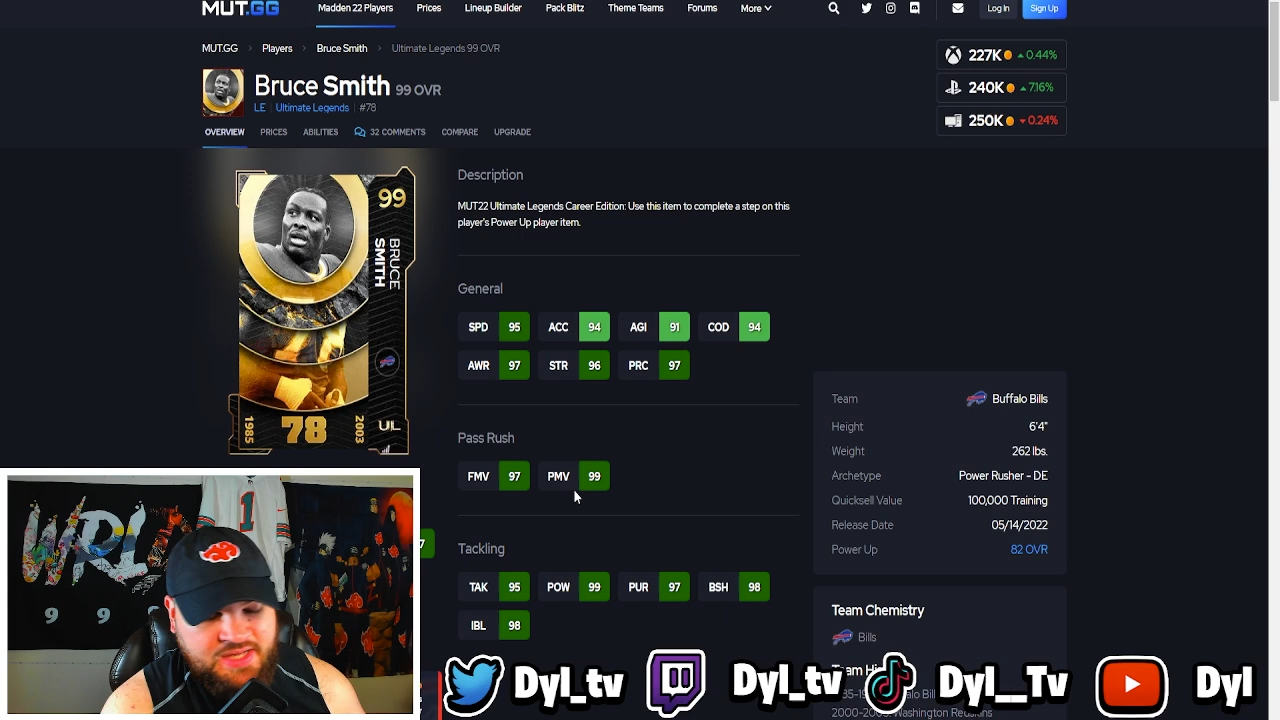 MUT.GG
Madden 22 Players
Prices
Lineup Builder
Pack Blitz
Theme Teams
Forums
More
Log In
Sign Up
MUT.GG > Players > Bruce Smith > Ultimate Legends 99 OVR
Bruce Smith 99 OVR
LE | Ultimate Legends | #78
227K 0.44%
240K 7.16%
250K 0.24%
OVERVIEW
PRICES
ABILITIES
32 COMMENTS
COMPARE
UPGRADE
99
BRUCE
SMITH
1985
78
2003
UL
Description
MUT22 Ultimate Legends Career Edition: Use this item to complete a step on this
player's Power Up player item.
General
SPD 95 ACC 94 AGI 91 COD 94
AWR 97 STR 96 PRC 97
Pass Rush
FMV 97 PMV 99
Tackling
TAK 95 POW 99 PUR 97 BSH 98
IBL 98
Team Buffalo Bills
Height 6'4"
Weight 262 lbs.
Archetype Power Rusher - DE
Quicksell Value 100,000 Training
Release Date 05/14/2022
Power Up 82 OVR
Team Chemistry
Bills
7
1
9 9
Dyl_tv
Dyl_tv
Dyl__Tv
Dyl